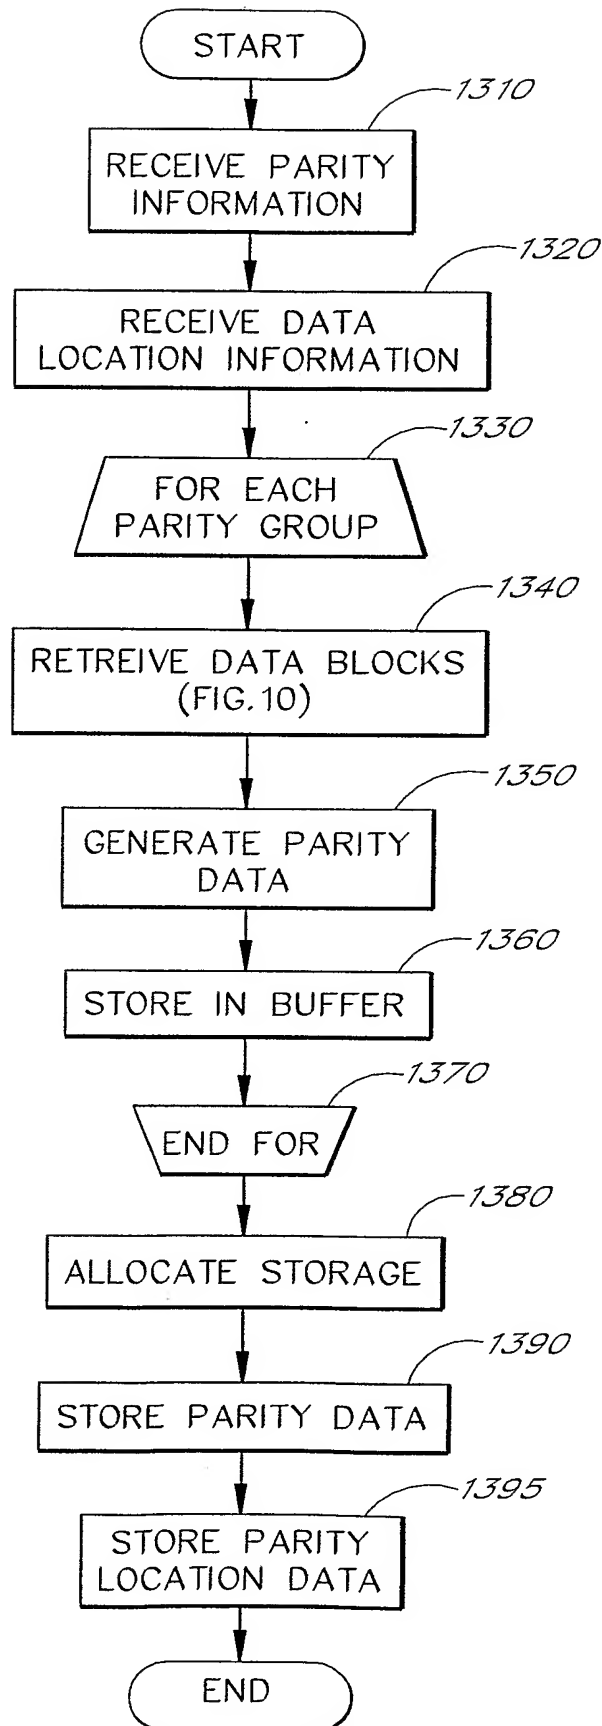 START
1310
RECEIVE PARITY
INFORMATION
1320
RECEIVE DATA
LOCATION INFORMATION
1330
FOR EACH
PARITY GROUP
1340
RETREIVE DATA BLOCKS
(FIG.10)
1350
GENERATE PARITY
DATA
1360
STORE IN BUFFER
1370
END FOR
1380
ALLOCATE STORAGE
1390
STORE PARITY DATA
1395
STORE PARITY
LOCATION DATA
END